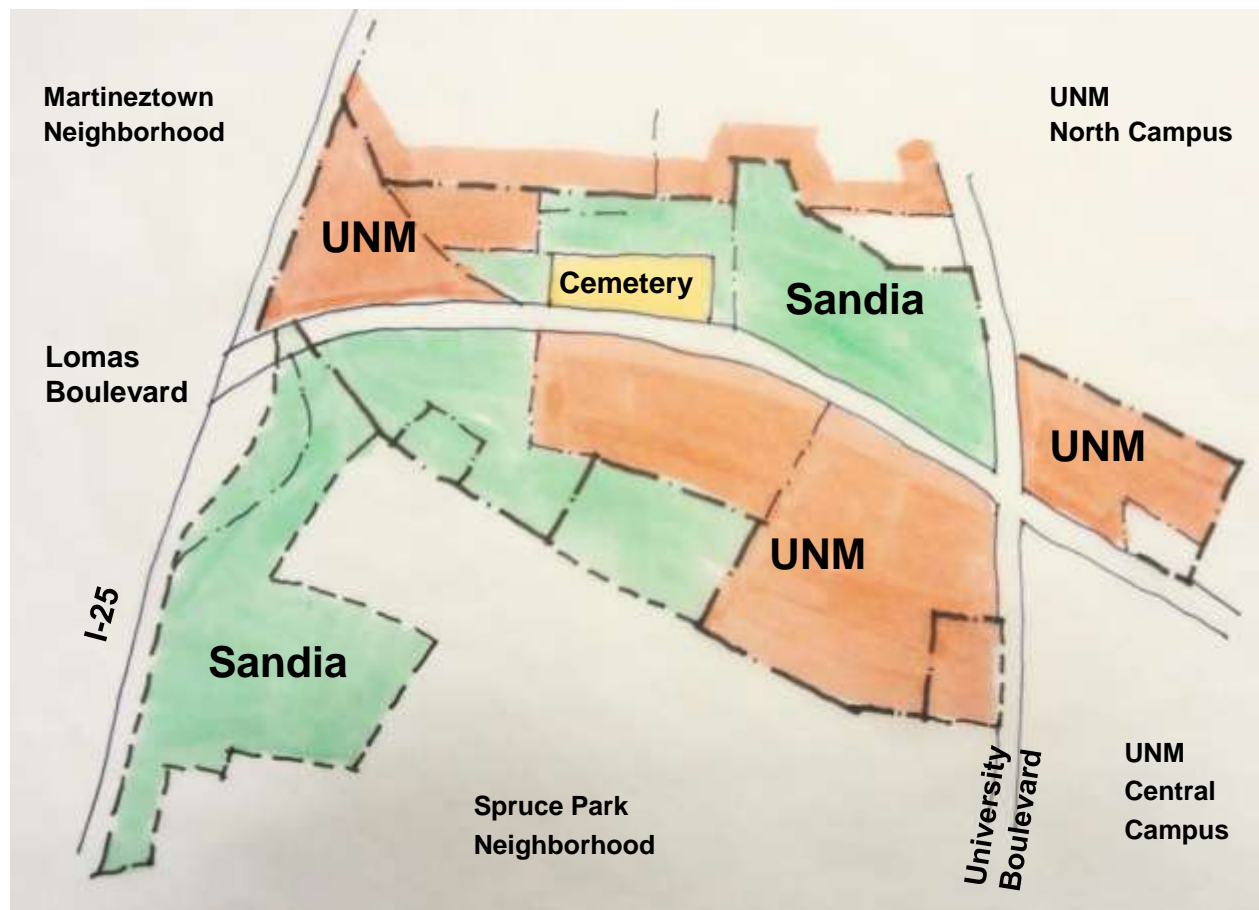 Martineztown
Neighborhood
UNM
North Campus
UNM
Cemetery
Sandia
Lomas
Boulevard
UNM
UNM
I-25
Sandia
Spruce Park
Neighborhood
University
Boulevard
UNM
Central
Campus